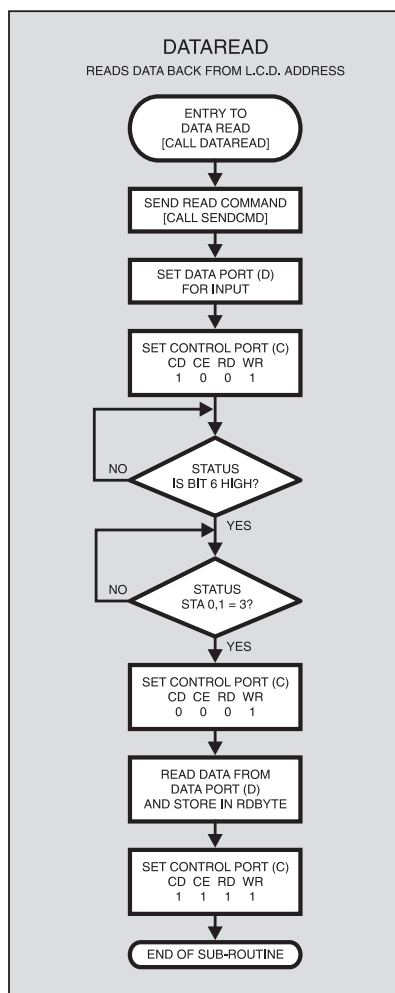 DATAREAD
READS DATA BACK FROM L.C.D. ADDRESS
ENTRY TO
DATA READ
[CALL DATAREAD]
SEND READ COMMAND
[CALL SENDCMD]
SET DATA PORT (D)
FOR INPUT
SET CONTROL PORT (C)
CD CE RD WR
1 0 0 1
NO
STATUS
IS BIT 6 HIGH?
YES
NO
STATUS
STA 0,1 = 3?
YES
SET CONTROL PORT (C)
CD CE RD WR
0 0 0 1
READ DATA FROM
DATA PORT (D)
AND STORE IN RDBYTE
SET CONTROL PORT (C)
CD CE RD WR
1 1 1 1
END OF SUB-ROUTINE